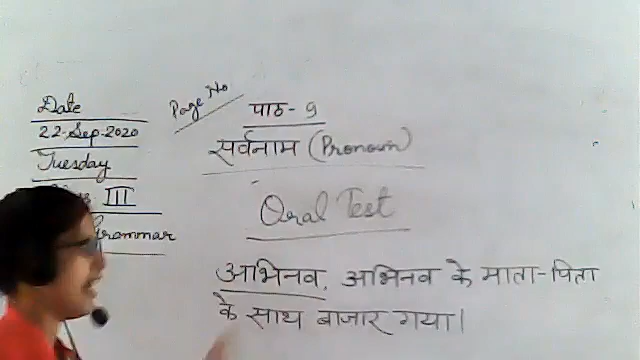 Date
22-Sep-2020
Tuesday
III
Grammar
Page No
पाठ- 9
सर्वनाम (Pronoun)
Oral Test
अभिनव, अभिनव के माता-पिता
के साथ बाजार गया।